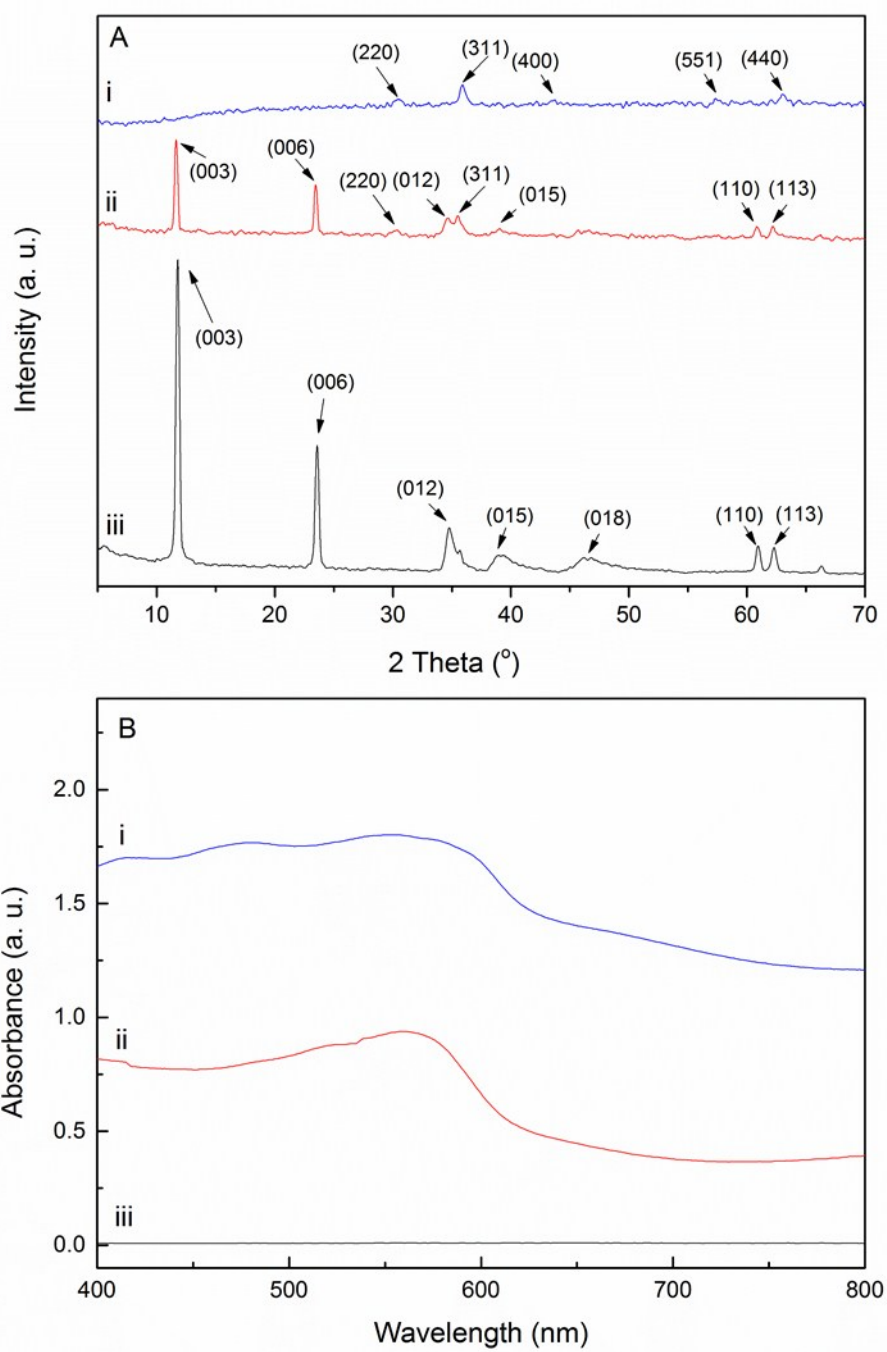 A
i
(220)
(311)
(400)
(551)
(440)
ii
(003)
(006)
(220)
(012)
(311)
(015)
(110)
(113)
iii
(003)
(006)
(012)
(015)
(018)
(110)
(113)
Intensity (a. u.)
10 20 30 40 50 60 70
2 Theta (°)
B
2.0
1.5
1.0
0.5
0.0
i
ii
iii
Absorbance (a. u.)
400 500 600 700 800
Wavelength (nm)